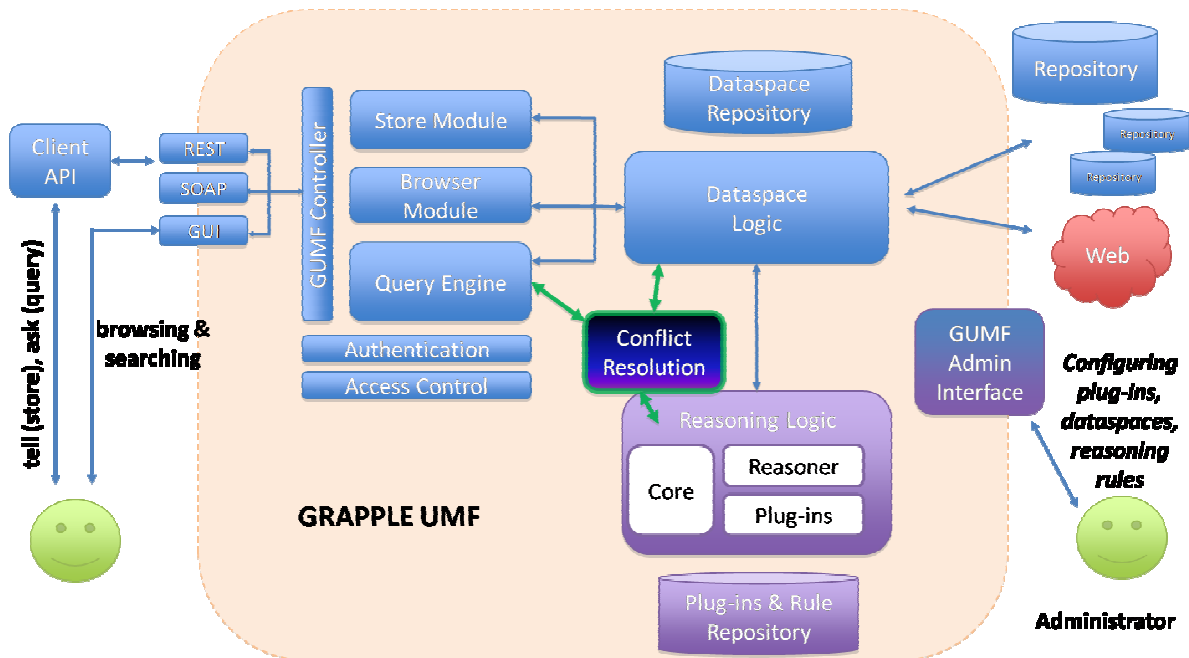 Client
API
tell (store), ask (query)
browsing &
searching
REST
SOAP
GUI
GUMF Controller
Store Module
Browser
Module
Query Engine
Authentication
Access Control
GRAPPLE UMF
Dataspace
Repository
Dataspace
Logic
Conflict
Resolution
Reasoning Logic
Core
Reasoner
Plug-ins
Plug-ins & Rule
Repository
Repository
Repository
Repository
Web
GUMF
Admin
Interface
Configuring
plug-ins,
dataspaces,
reasoning
rules
Administrator